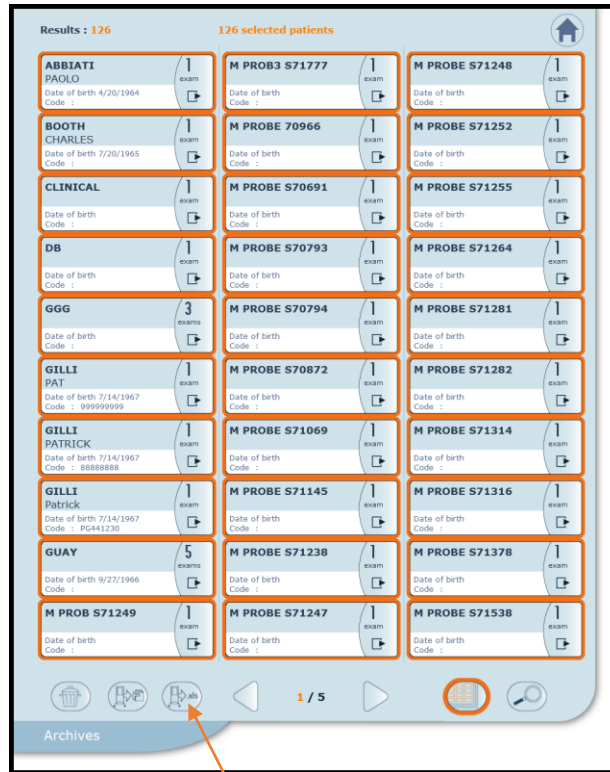 Results : 126
126 selected patients
ABBIATI
PAOLO
Date of birth 4/20/1964
Code :
1
exam
BOOTH
CHARLES
Date of birth 7/20/1965
Code :
1
exam
CLINICAL
Date of birth
Code :
1
exam
DB
Date of birth
Code :
1
exam
GGG
Date of birth
Code :
3
exams
GILLI
PAT
Date of birth 7/14/1967
Code : 999999999
1
exam
GILLI
PATRICK
Date of birth 7/14/1967
Code : 88888888
1
exam
GILLI
Patrick
Date of birth 7/14/1967
Code : PG441230
1
exam
GUAY
Date of birth 9/27/1966
Code :
5
exams
M PROB S71249
Date of birth
Code :
1
exam
M PROB3 S71777
Date of birth
Code :
1
exam
M PROBE 70966
Date of birth
Code :
1
exam
M PROBE S70691
Date of birth
Code :
1
exam
M PROBE S70793
Date of birth
Code :
1
exam
M PROBE S70794
Date of birth
Code :
1
exam
M PROBE S70872
Date of birth
Code :
1
exam
M PROBE S71069
Date of birth
Code :
1
exam
M PROBE S71145
Date of birth
Code :
1
exam
M PROBE S71238
Date of birth
Code :
1
exam
M PROBE S71247
Date of birth
Code :
1
exam
M PROBE S71248
Date of birth
Code :
1
exam
M PROBE S71252
Date of birth
Code :
1
exam
M PROBE S71255
Date of birth
Code :
1
exam
M PROBE S71264
Date of birth
Code :
1
exam
M PROBE S71281
Date of birth
Code :
1
exam
M PROBE S71282
Date of birth
Code :
1
exam
M PROBE S71314
Date of birth
Code :
1
exam
M PROBE S71316
Date of birth
Code :
1
exam
M PROBE S71378
Date of birth
Code :
1
exam
M PROBE S71538
Date of birth
Code :
1
exam
.xls
1 / 5
Archives